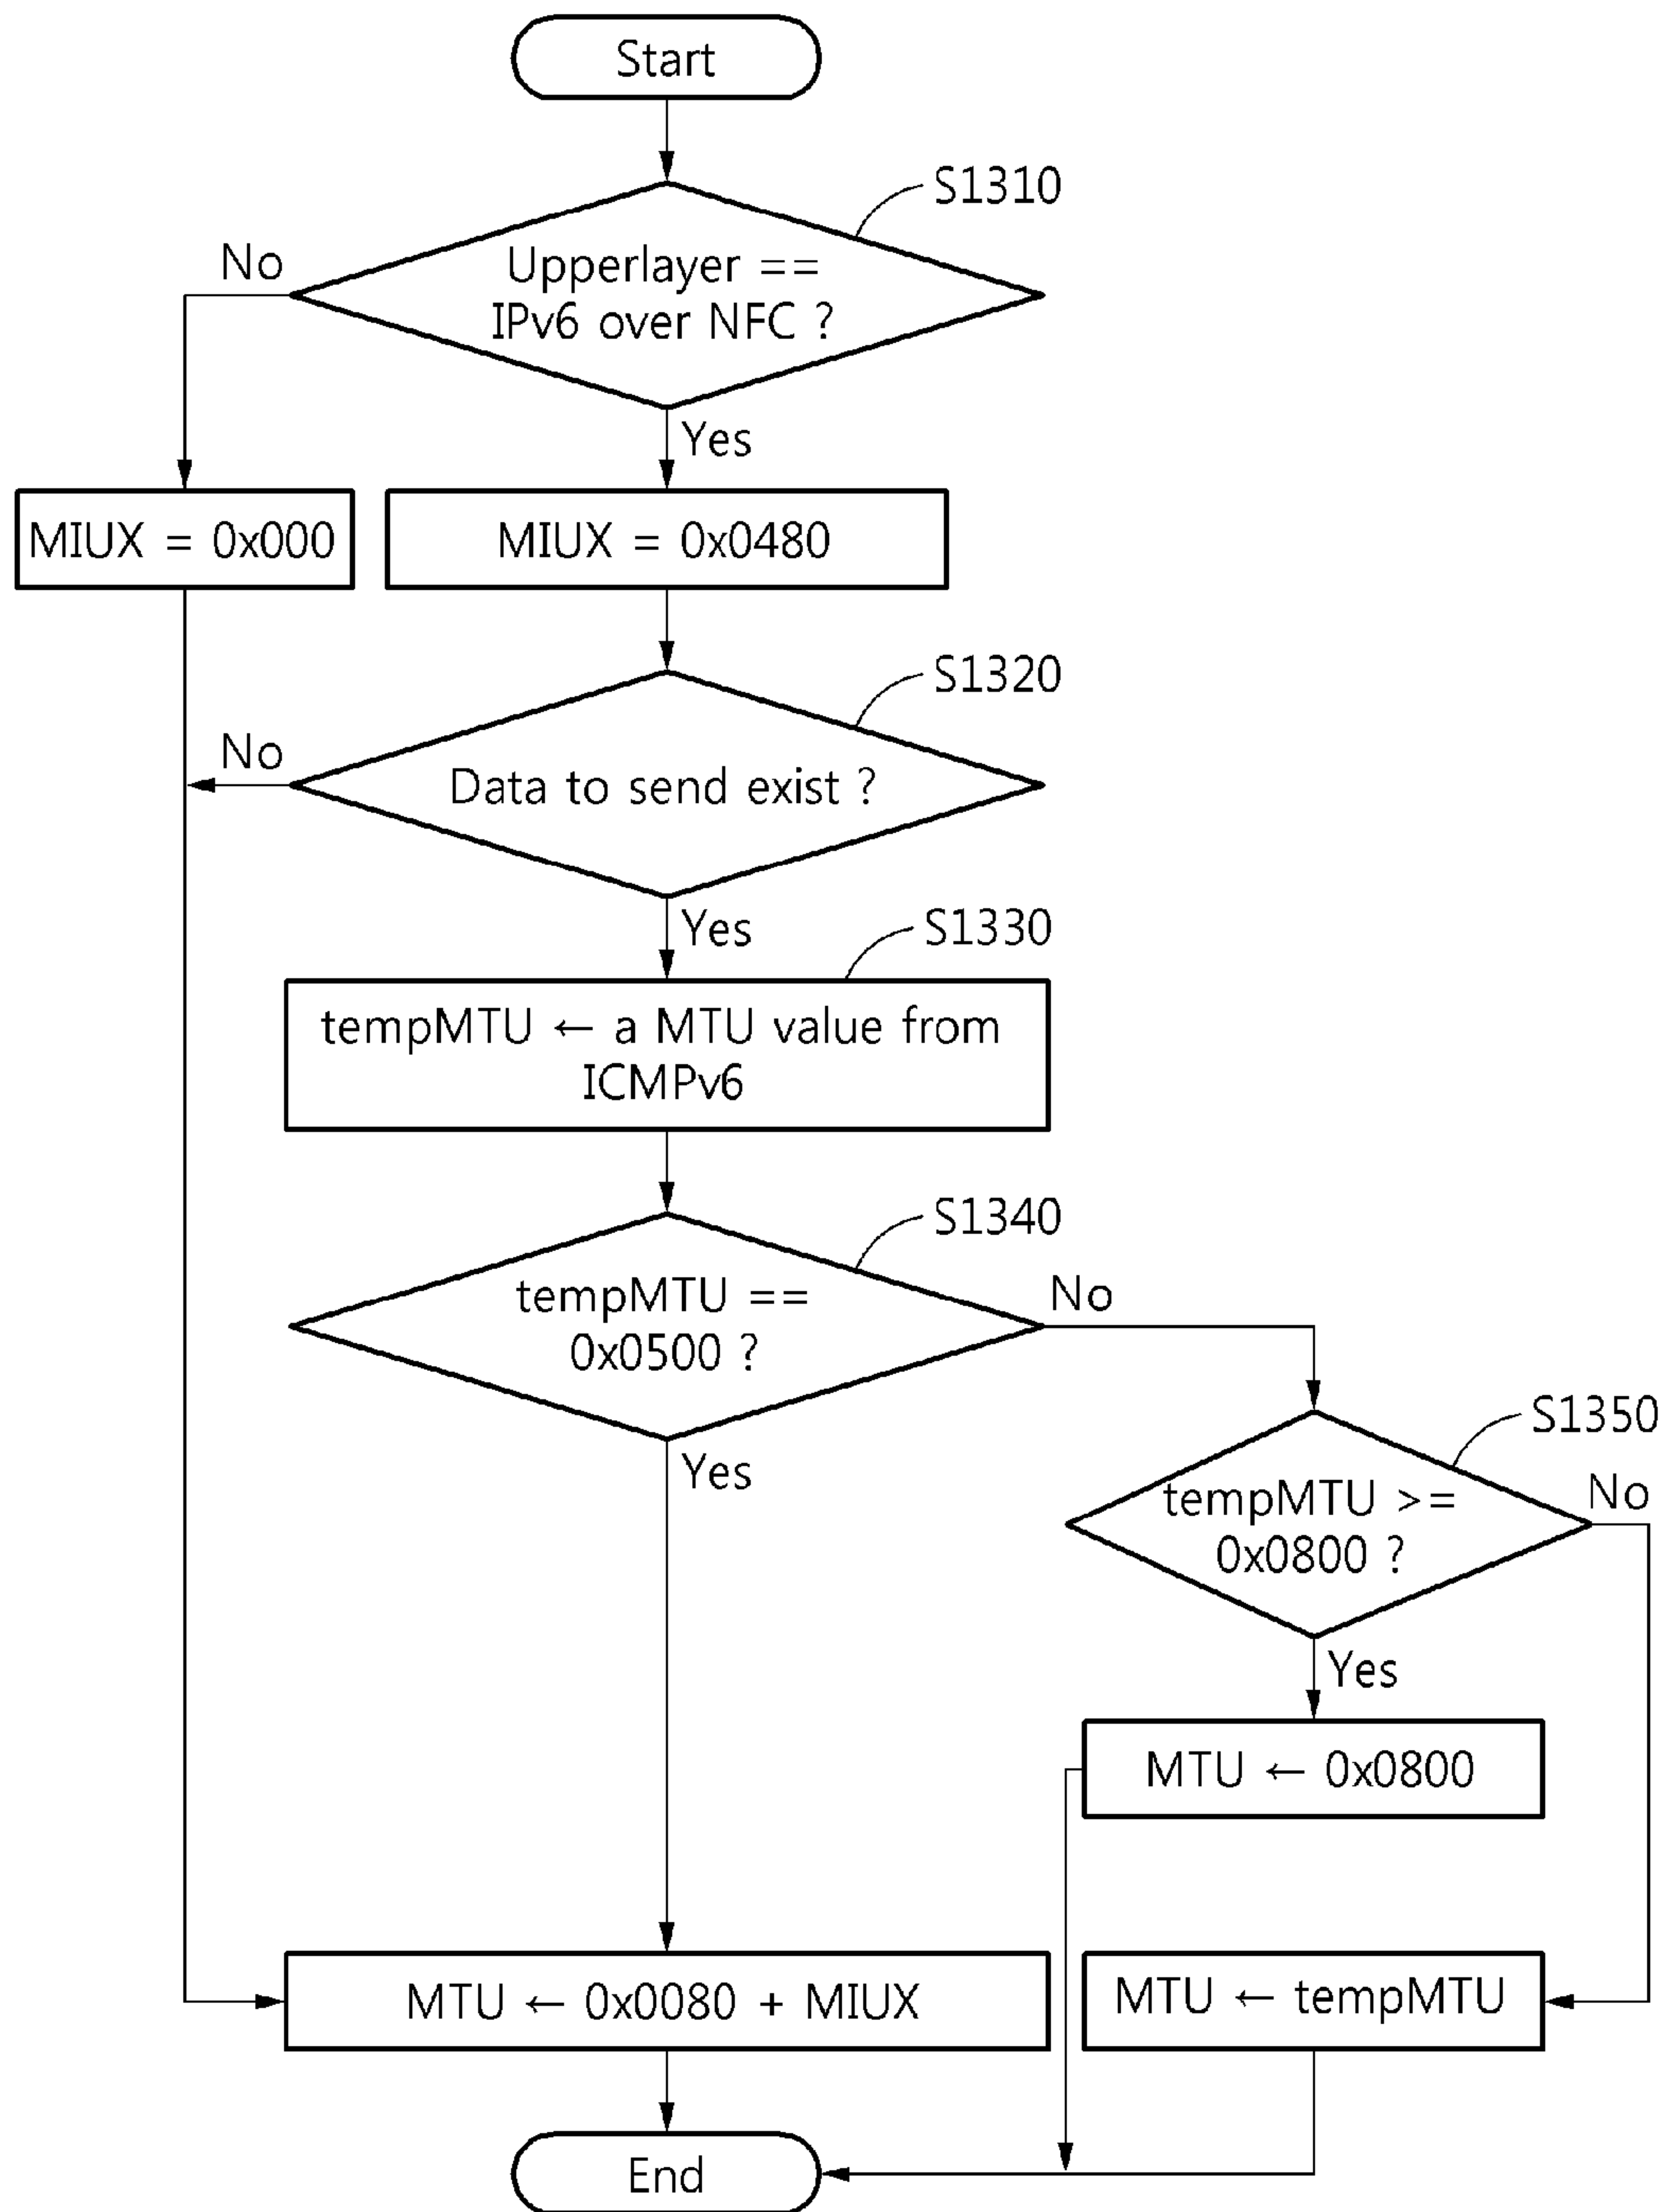 Start
S1310
No
Upperlayer ==
IPv6 over NFC ?
Yes
MIUX = 0x000
MIUX = 0x0480
S1320
No
Data to send exist ?
Yes
S1330
tempMTU ← a MTU value from
ICMPv6
S1340
tempMTU ==
0x0500 ?
No
Yes
S1350
tempMTU >=
0x0800 ?
No
Yes
MTU ← 0x0800
MTU ← 0x0080 + MIUX
MTU ← tempMTU
End